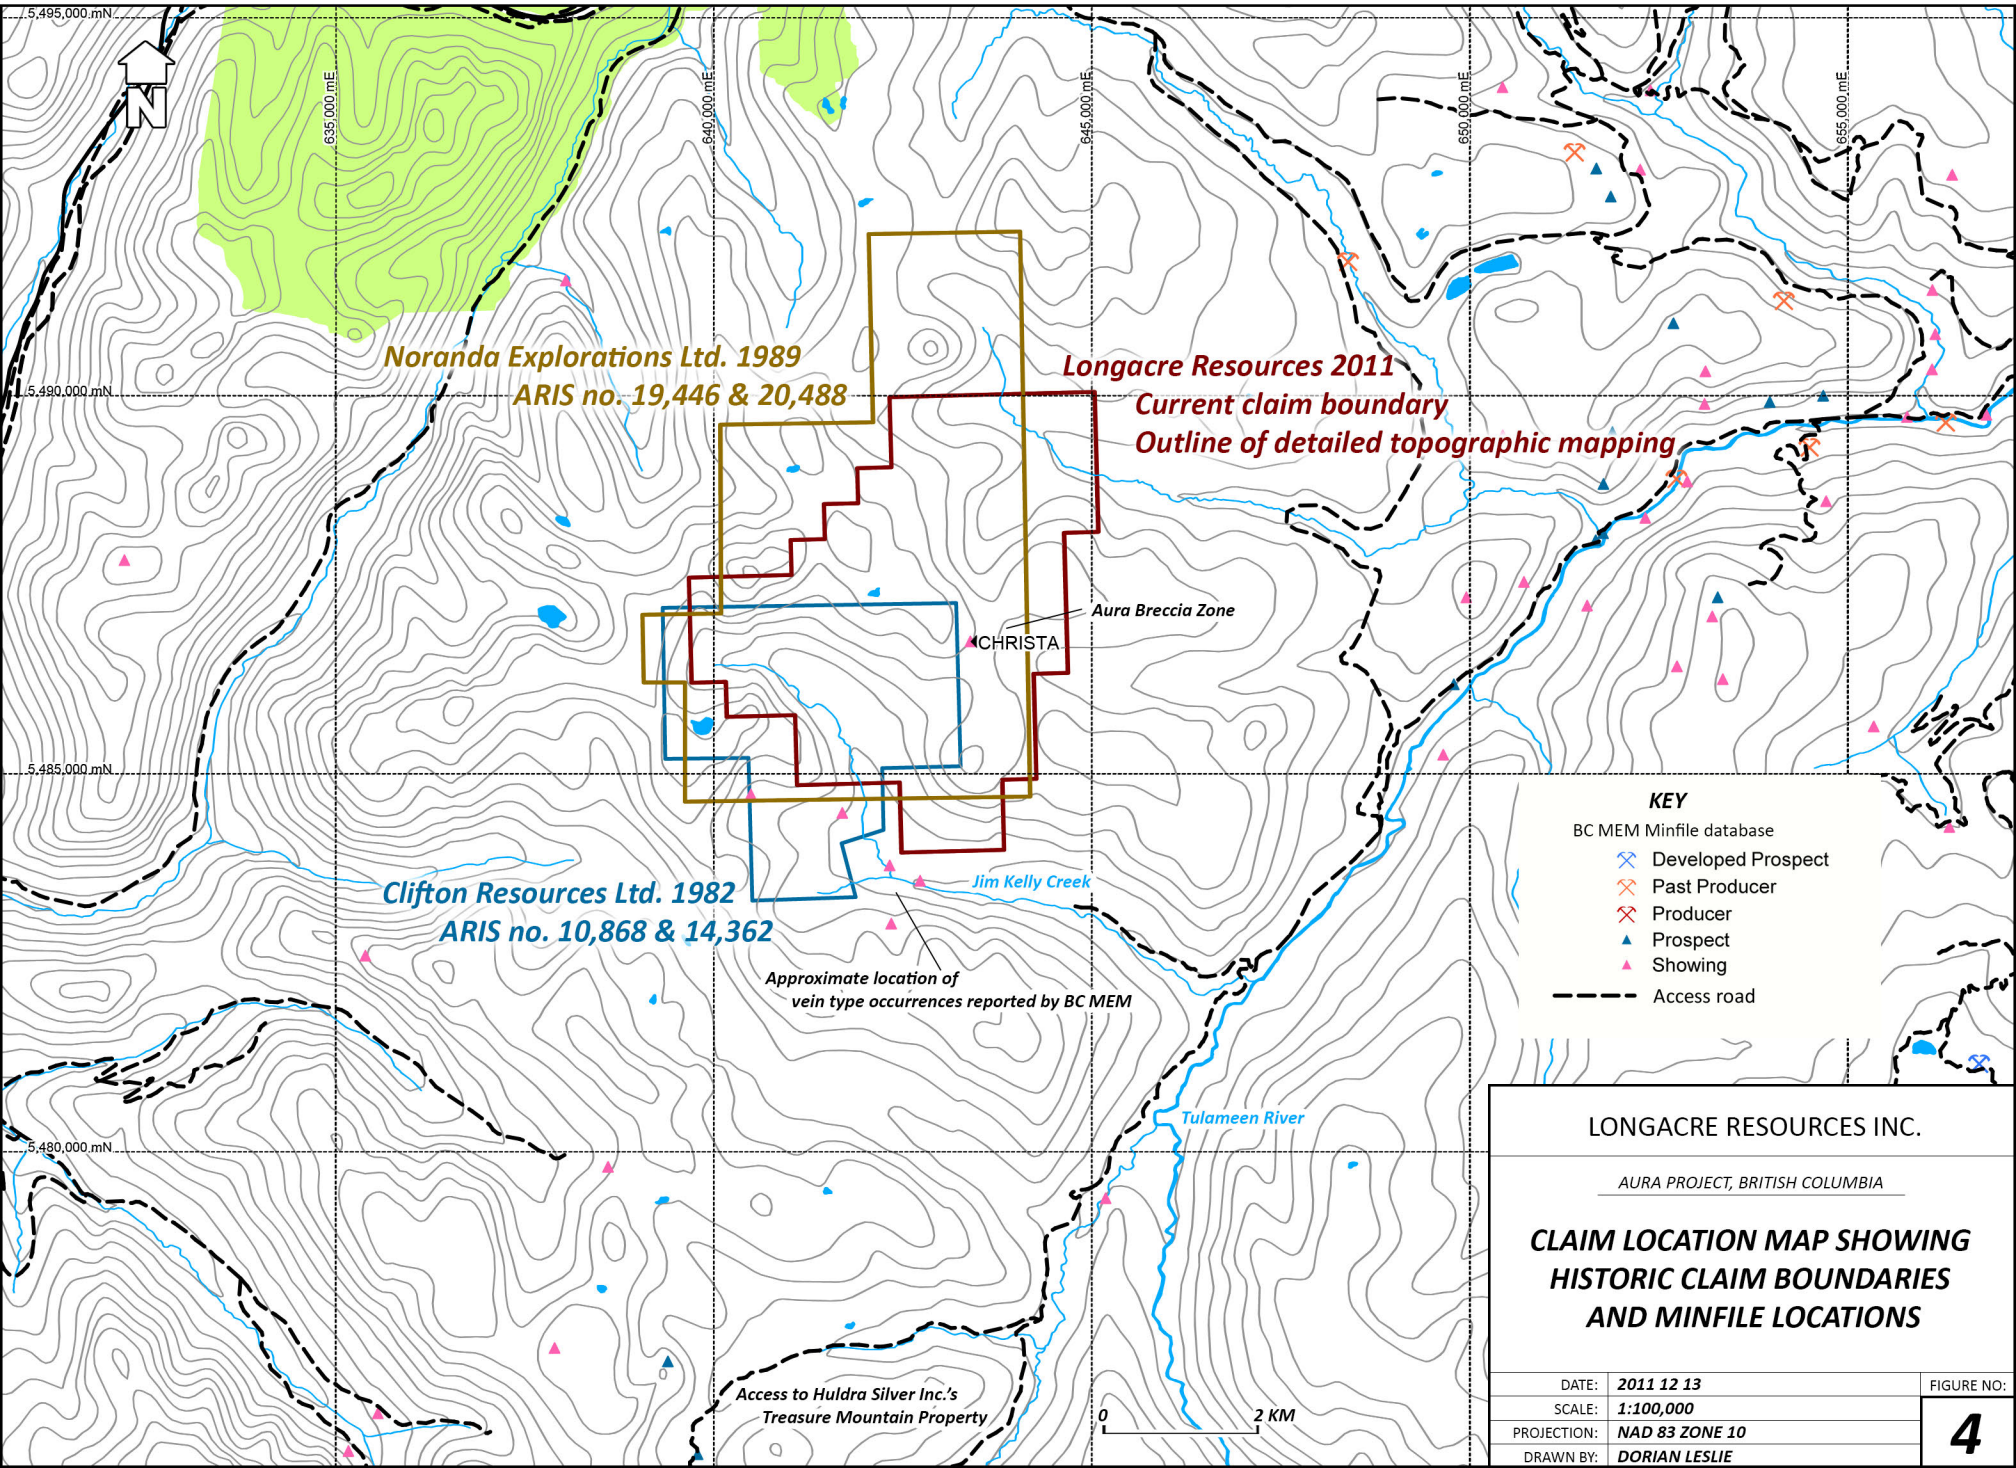 5,495,000 mN
N
635,000 mE
640,000 mE
645,000 mE
650,000 mE
655,000 mE
Noranda Explorations Ltd. 1989
ARIS no. 19,446 & 20,488
Longacre Resources 2011
Current claim boundary
Outline of detailed topographic mapping
5,490,000 mN
Aura Breccia Zone
CHRISTA
5,485,000 mN
Clifton Resources Ltd. 1982
ARIS no. 10,868 & 14,362
Jim Kelly Creek
Approximate location of
vein type occurrences reported by BC MEM
KEY
BC MEM Minfile database
Developed Prospect
Past Producer
Producer
Prospect
Showing
Access road
Tulameen River
5,480,000 mN
Access to Huldra Silver Inc.'s
Treasure Mountain Property
0 2 KM
LONGACRE RESOURCES INC.
AURA PROJECT, BRITISH COLUMBIA
CLAIM LOCATION MAP SHOWING
HISTORIC CLAIM BOUNDARIES
AND MINFILE LOCATIONS
DATE: 2011 12 13
SCALE: 1:100,000
PROJECTION: NAD 83 ZONE 10
DRAWN BY: DORIAN LESLIE
FIGURE NO:
4